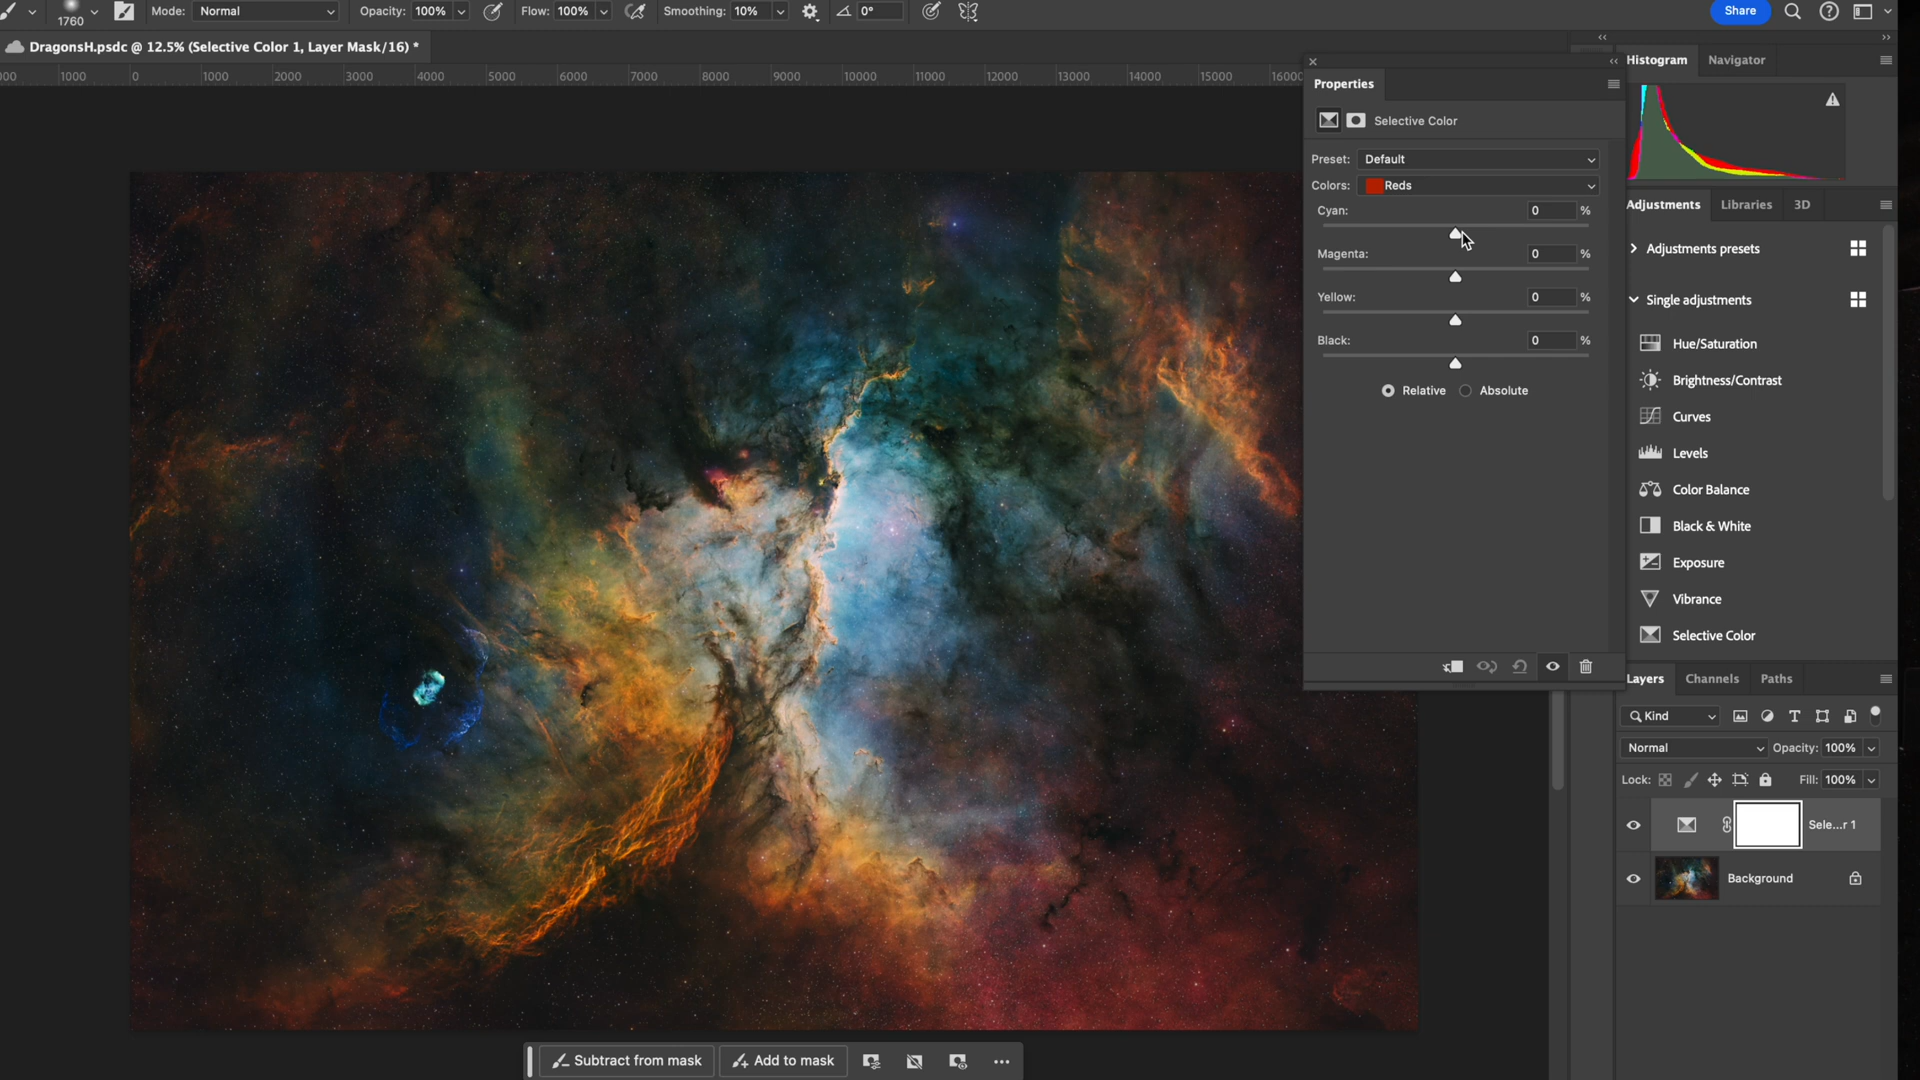 1760
Mode: Normal
Opacity: 100%
Flow: 100%
Smoothing: 10%
0°
Share
DragonsH.psdc @ 12.5% (Selective Color 1, Layer Mask/16) *
1000 0 1000 2000 3000 4000 5000 6000 7000 8000 9000 10000 11000 12000 13000 14000 15000
Properties
Selective Color
Preset: Default
Colors: Reds
Cyan: 0 %
Magenta: 0 %
Yellow: 0 %
Black: 0 %
Relative Absolute
Histogram Navigator
Adjustments Libraries 3D
Adjustments presets
Single adjustments
Hue/Saturation
Brightness/Contrast
Curves
Levels
Color Balance
Black & White
Exposure
Vibrance
Selective Color
Layers Channels Paths
Kind
Normal Opacity: 100%
Lock: Fill: 100%
Sele...r 1
Background
Subtract from mask Add to mask